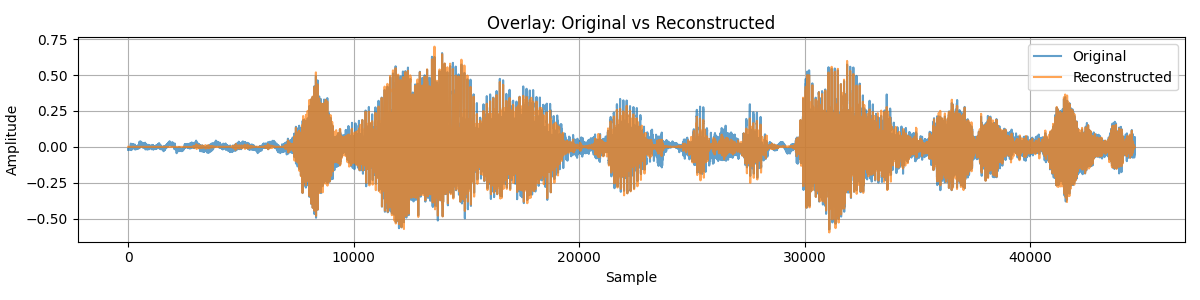 Overlay: Original vs Reconstructed
0.75
0.50
0.25
0.00
−0.25
−0.50
Amplitude
Original
Reconstructed
0 10000 20000 30000 40000
Sample